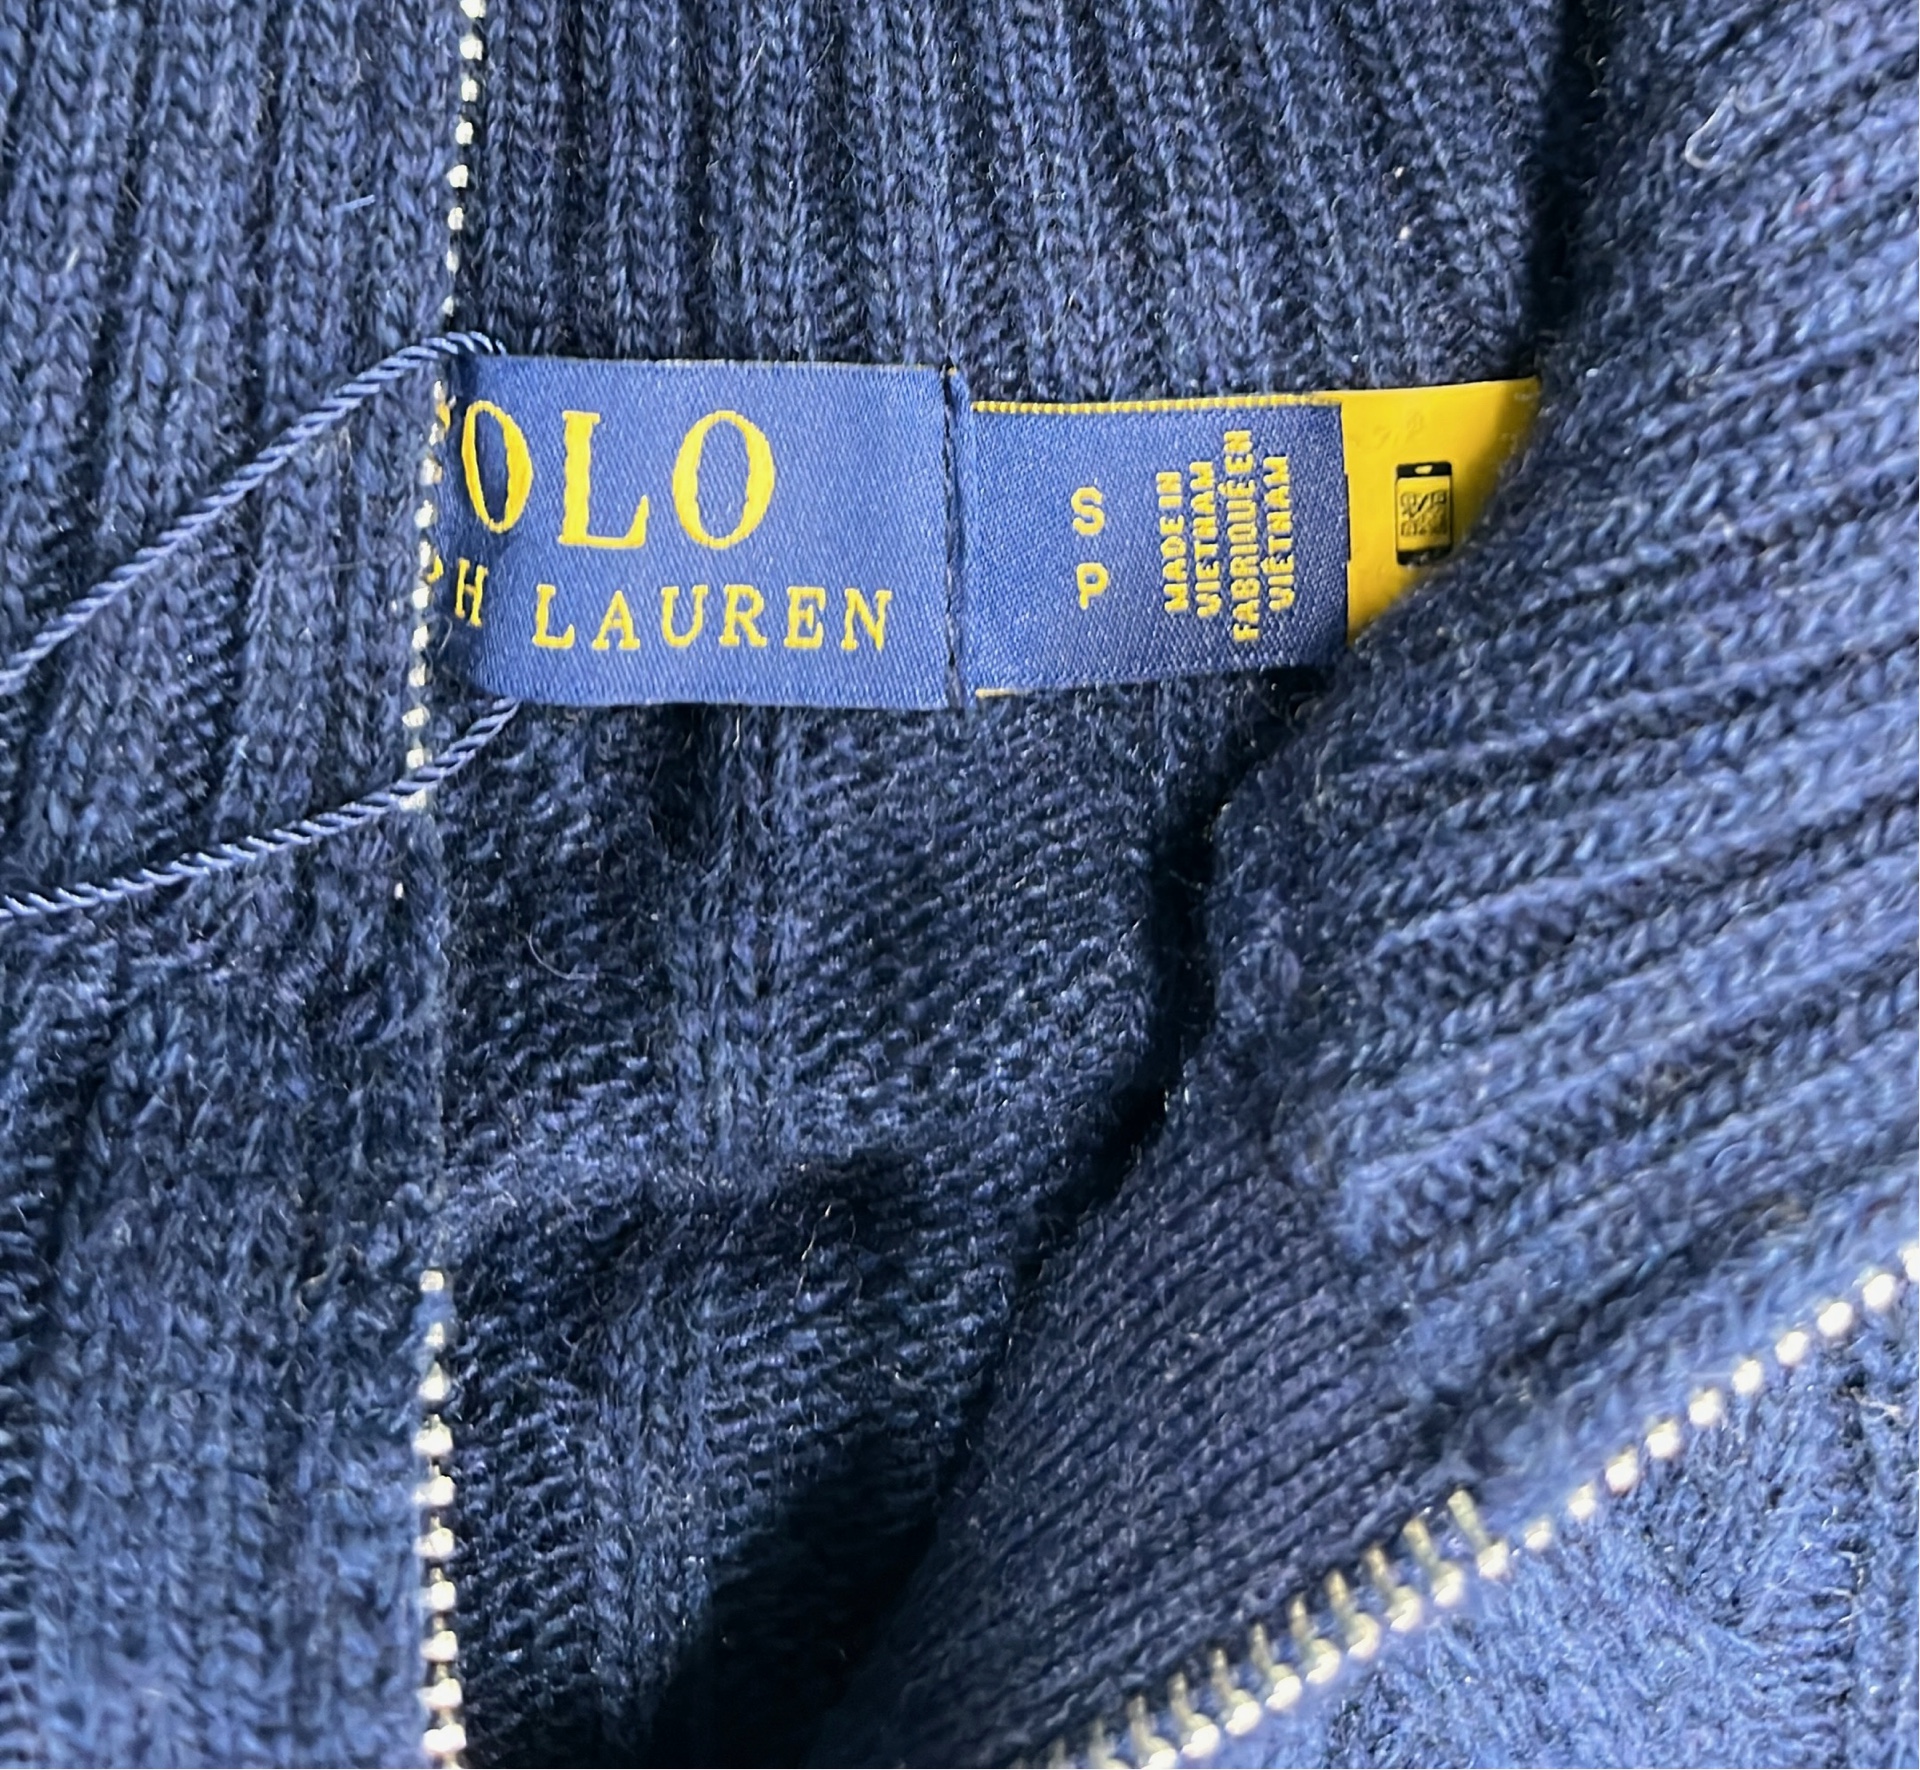 OLO
PH LAUREN
S
P
MADE IN
VIETNAM
FABRIQUÉ EN
VIÊTNAM